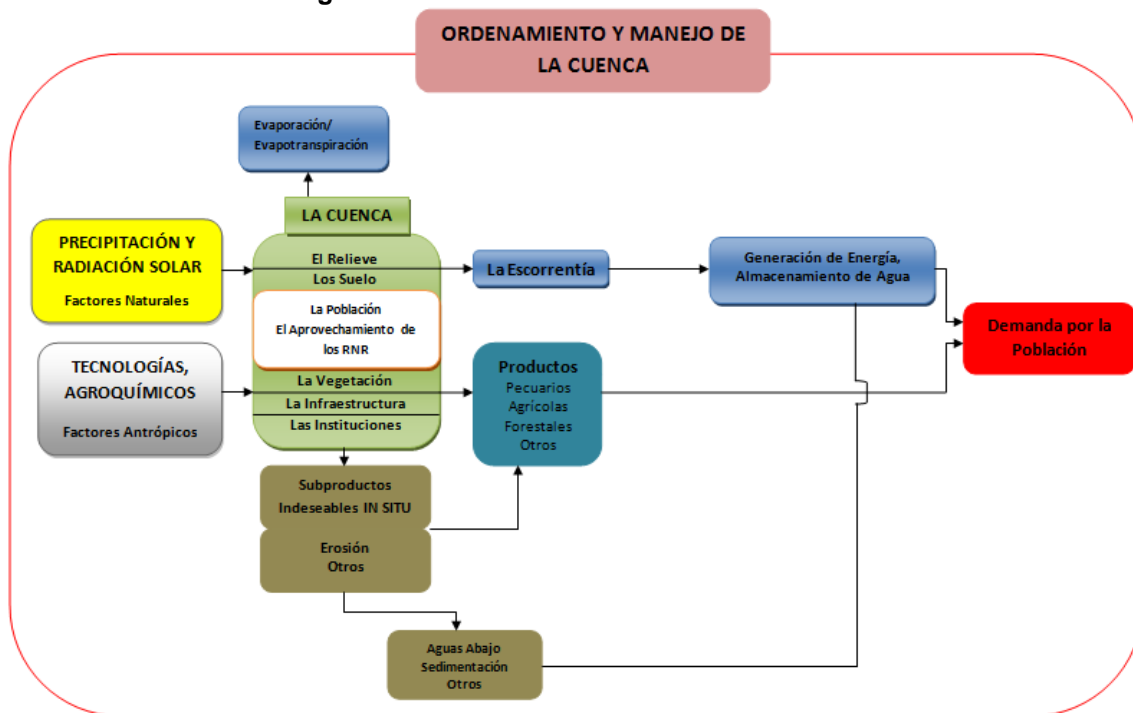 ORDENAMIENTO Y MANEJO DE
LA CUENCA
Evaporación/
Evapotranspiración
LA CUENCA
PRECIPITACIÓN Y
RADIACIÓN SOLAR
Factores Naturales
El Relieve
Los Suelo
La Población
El Aprovechamiento de
los RNR
La Vegetación
La Infraestructura
Las Instituciones
La Escorrentía
Generación de Energía,
Almacenamiento de Agua
Demanda por la
Población
TECNOLOGÍAS,
AGROQUÍMICOS
Factores Antrópicos
Productos
Pecuarios
Agrícolas
Forestales
Otros
Subproductos
Indeseables IN SITU
Erosión
Otros
Aguas Abajo
Sedimentación
Otros